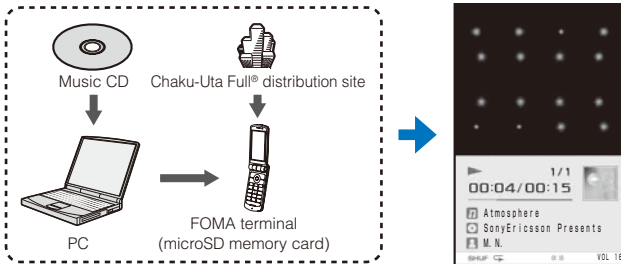 Music CD
Chaku-Uta Full® distribution site
PC
FOMA terminal
(microSD memory card)
1/1
00:04/00:15
Atmosphere
SonyEricsson Presents
M.N.
SHUF
VOL 16